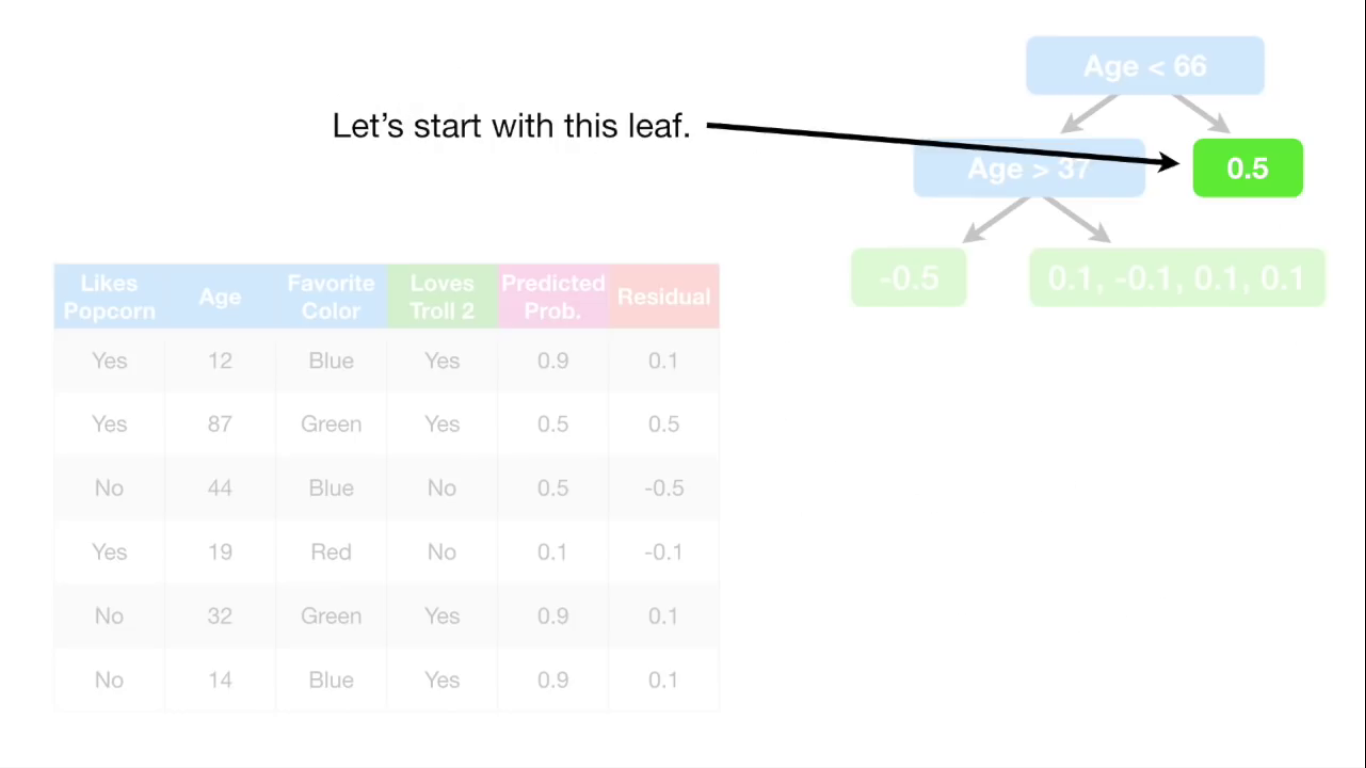 Age < 66
Let's start with this leaf.
Age > 37
0.5
-0.5
0.1, -0.1, 0.1, 0.1
Likes Popcorn Age Favorite Color Loves Troll 2 Predicted Prob. Residual
Yes 12 Blue Yes 0.9 0.1
Yes 87 Green Yes 0.5 0.5
No 44 Blue No 0.5 -0.5
Yes 19 Red No 0.1 -0.1
No 32 Green Yes 0.9 0.1
No 14 Blue Yes 0.9 0.1